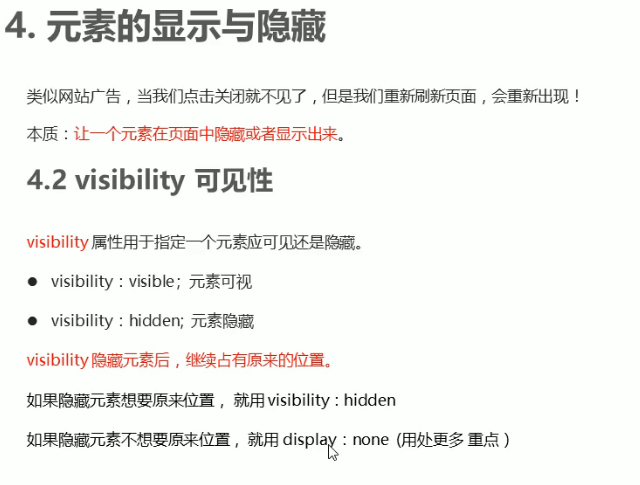 4. 元素的显示与隐藏
类似网站广告，当我们点击关闭就不见了，但是我们重新刷新页面，会重新出现！
本质：让一个元素在页面中隐藏或者显示出来。
4.2 visibility 可见性
visibility 属性用于指定一个元素应可见还是隐藏。
● visibility：visible； 元素可视
● visibility：hidden; 元素隐藏
visibility 隐藏元素后，继续占有原来的位置。
如果隐藏元素想要原来位置， 就用 visibility：hidden
如果隐藏元素不想要原来位置， 就用 display：none (用处更多 重点）